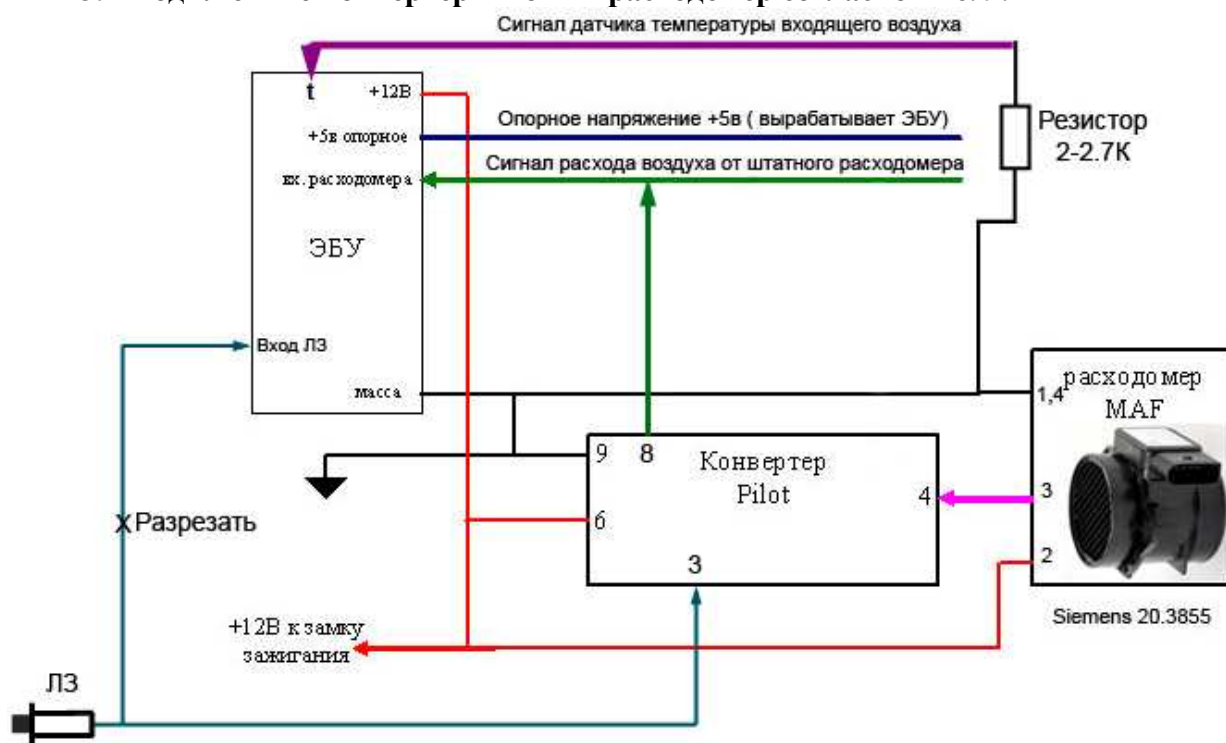 Сигнал датчика температуры входящего воздуха
t
+12В
+5в опорное
Опорное напряжение +5в ( вырабатывает ЭБУ)
Резистор
2-2.7К
вх.расходомера
Сигнал расхода воздуха от штатного расходомера
ЭБУ
Вход ЛЗ
масса
расходомер
MAF
1,4
3
2
Siemens 20.3855
9
8
Конвертер
Pilot
4
6
3
X Разрезать
+12В к замку
зажигания
ЛЗ